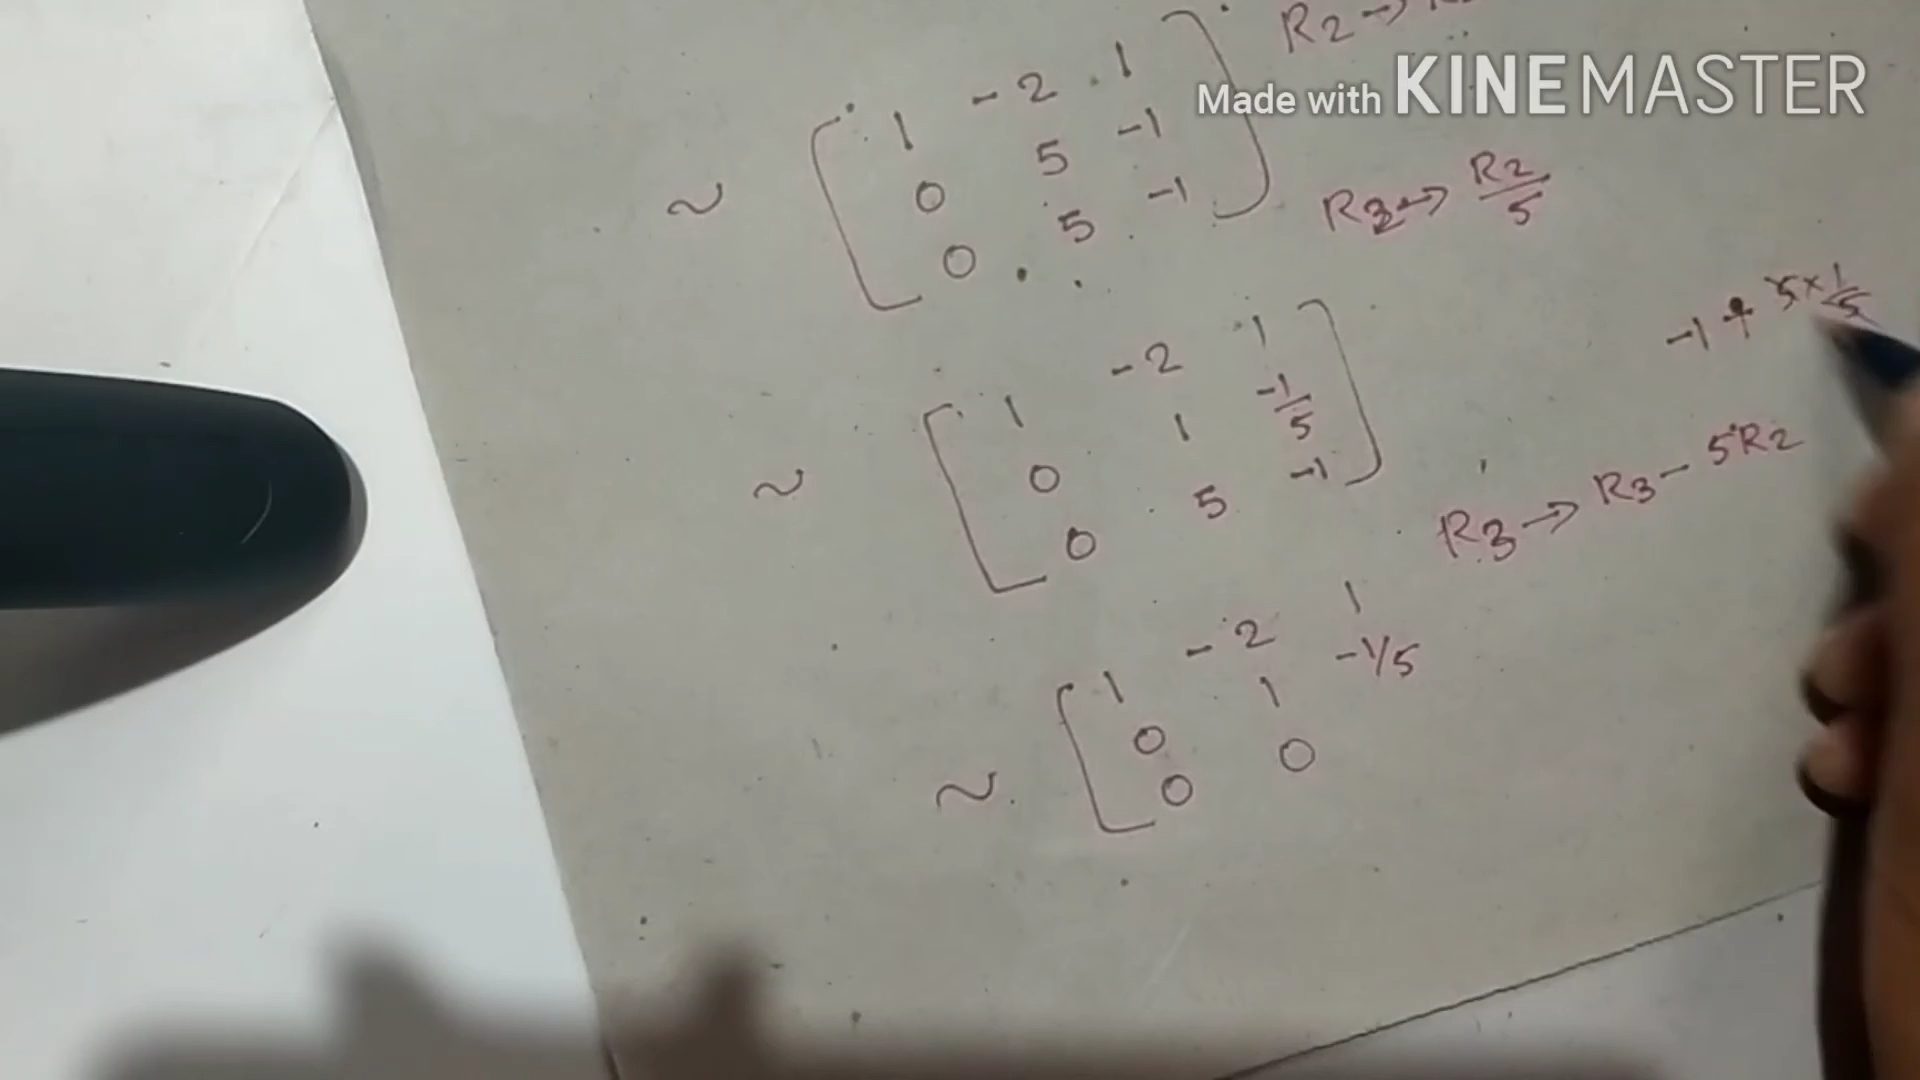 R2 →
Made with KINEMASTER
1 -2 1
0 5 -1
0 5 -1
R3 → R2/5
~
-1 + 5 × 1/5
1 -2 1
0 1 -1/5
0 5 -1
~
R3 → R3 - 5R2
1 -2 1
0 1 -1/5
0 0
~